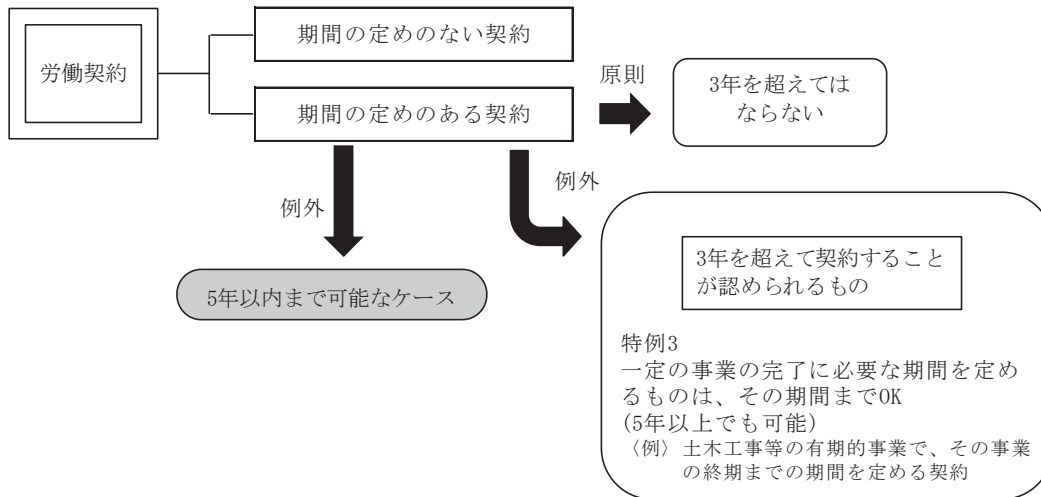 労働契約
期間の定めのない契約
期間の定めのある契約
原則
3年を超えては
ならない
例外
例外
5年以内まで可能なケース
3年を超えて契約すること
が認められるもの
特例3
一定の事業の完了に必要な期間を定め
るものは、その期間までOK
(5年以上でも可能)
〈例〉土木工事等の有期的事業で、その事業
の終期までの期間を定める契約